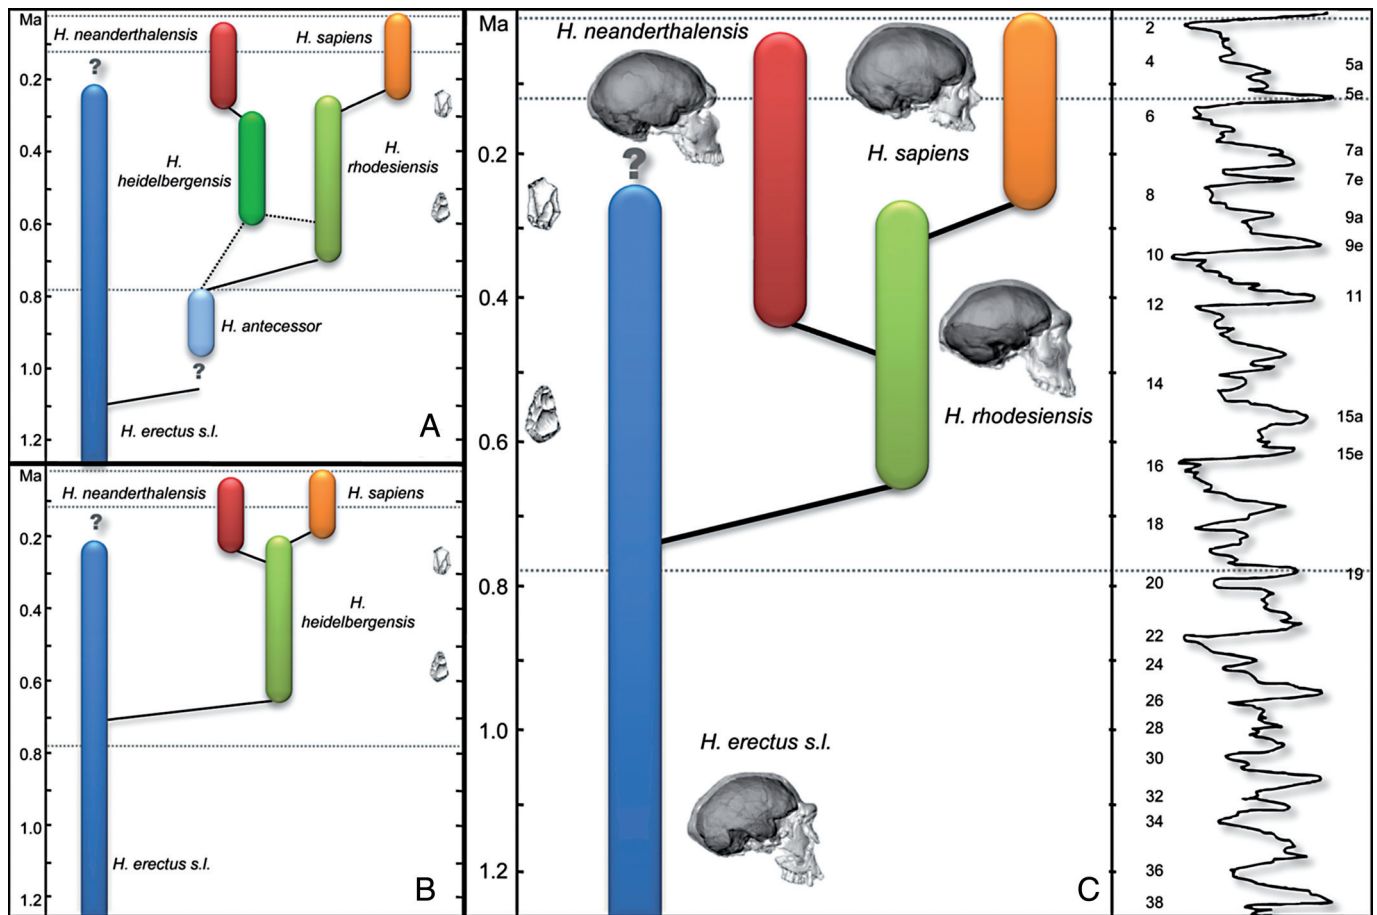 Ma
H. neanderthalensis
H. sapiens
?
0.2
0.4
H.
heidelbergensis
H.
rhodesiensis
0.6
0.8
H. antecessor
1.0
?
H. erectus s.l.
1.2
A
Ma
H. neanderthalensis
H. sapiens
?
0.2
0.4
H.
heidelbergensis
0.6
0.8
1.0
H. erectus s.l.
1.2
B
Ma
H. neanderthalensis
H. sapiens
?
0.2
0.4
H. rhodesiensis
0.6
0.8
1.0
H. erectus s.l.
1.2
C
2
4
5a
5e
6
7a
7e
8
9a
9e
10
11
12
14
15a
15e
16
18
19
20
22
24
26
28
30
32
34
36
38